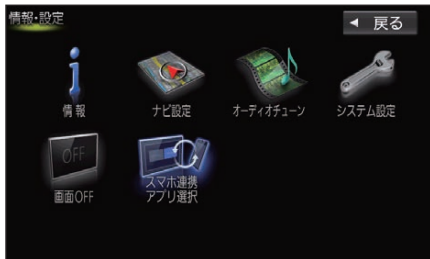 情報・設定
◀ 戻る
情報
ナビ設定
オーディオチューン
システム設定
OFF
画面OFF
スマホ連携
アプリ選択